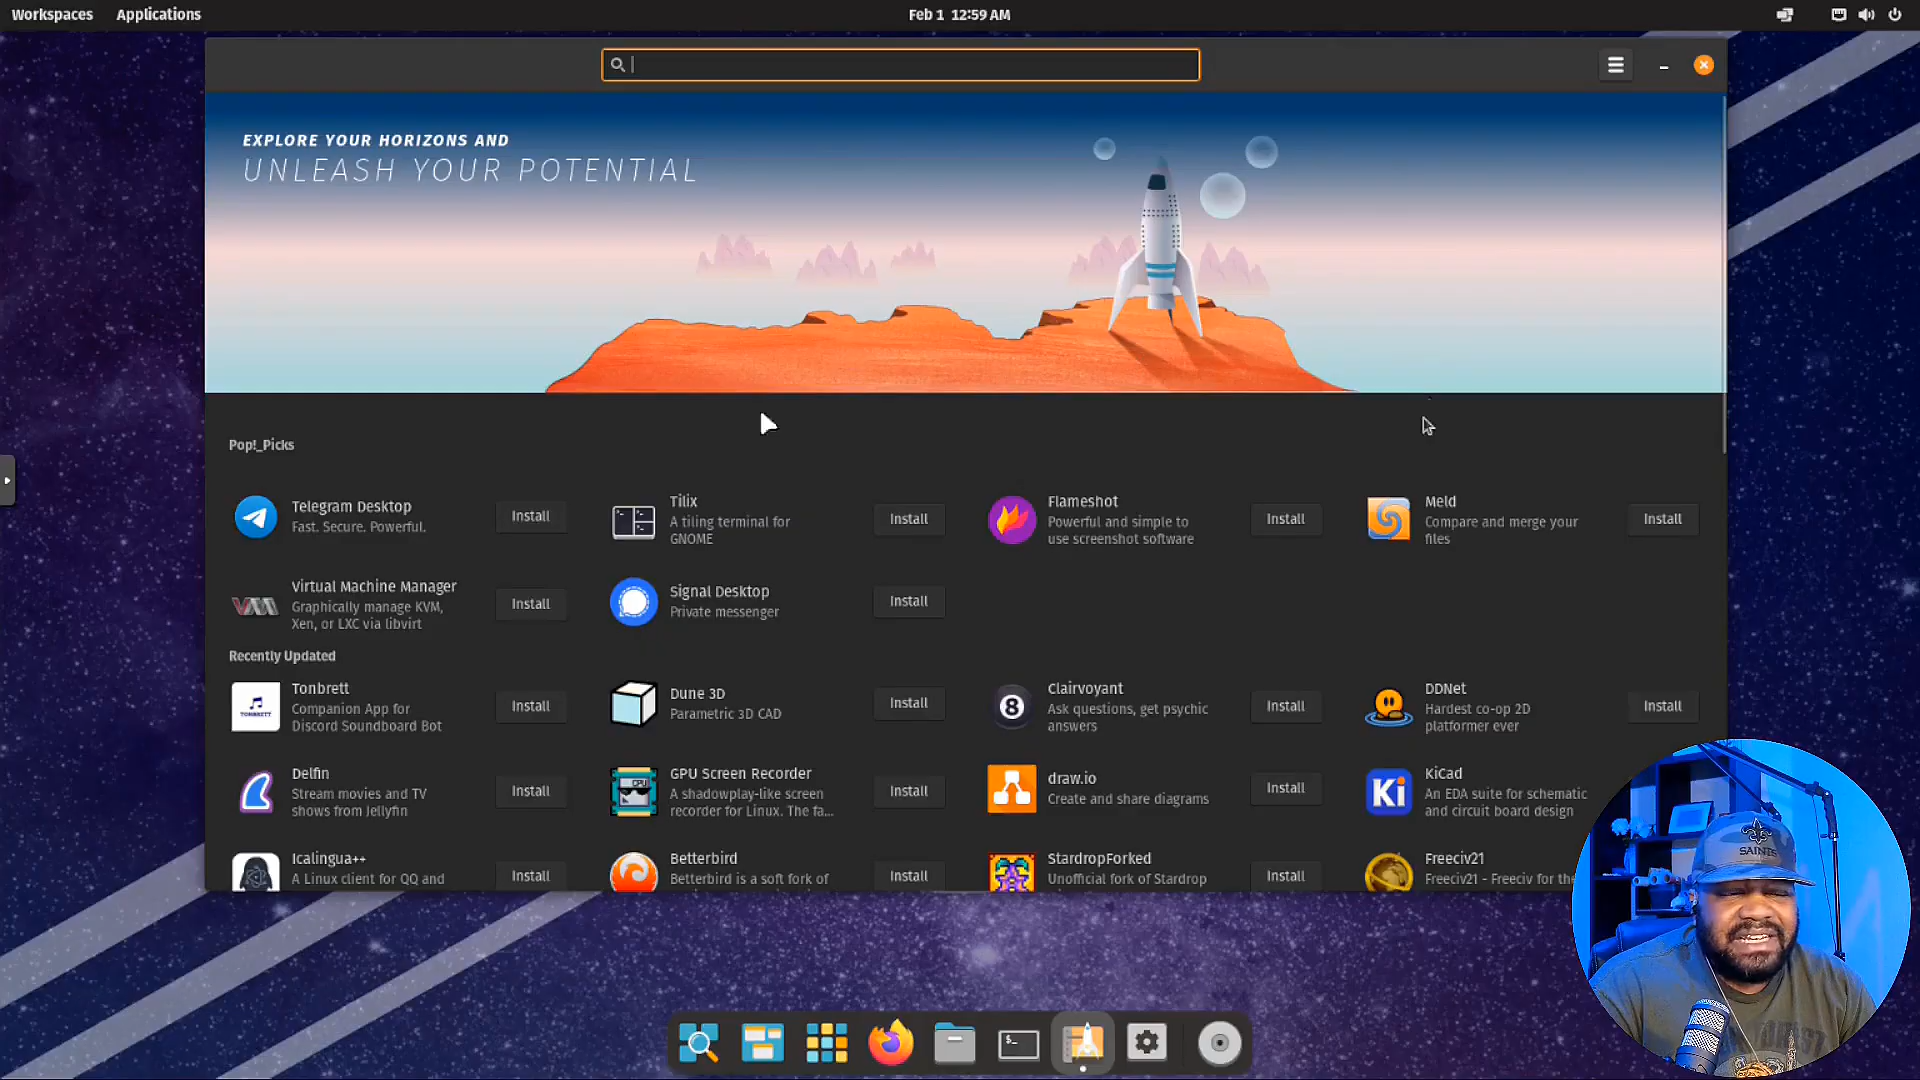 Workspaces Applications Feb 1 12:59 AM
EXPLORE YOUR HORIZONS AND
UNLEASH YOUR POTENTIAL
Pop!_Picks
Telegram Desktop
Fast. Secure. Powerful.
Install
Tilix
A tiling terminal for
GNOME
Install
Flameshot
Powerful and simple to
use screenshot software
Install
Meld
Compare and merge your
files
Install
Virtual Machine Manager
Graphically manage KVM,
Xen, or LXC via libvirt
Install
Signal Desktop
Private messenger
Install
Recently Updated
TONBRETT
Tonbrett
Companion App for
Discord Soundboard Bot
Install
Dune 3D
Parametric 3D CAD
Install
8
Clairvoyant
Ask questions, get psychic
answers
Install
DDNet
Hardest co-op 2D
platformer ever
Install
Delfin
Stream movies and TV
shows from Jellyfin
Install
GPU Screen Recorder
A shadowplay-like screen
recorder for Linux. The fa...
Install
draw.io
Create and share diagrams
Install
Ki
KiCad
An EDA suite for schematic
and circuit board design
Icalingua++
A Linux client for QQ and
Install
Betterbird
Betterbird is a soft fork of
Install
StardropForked
Unofficial fork of Stardrop
Install
Freeciv21
Freeciv21 - Freeciv for the
SAINTS